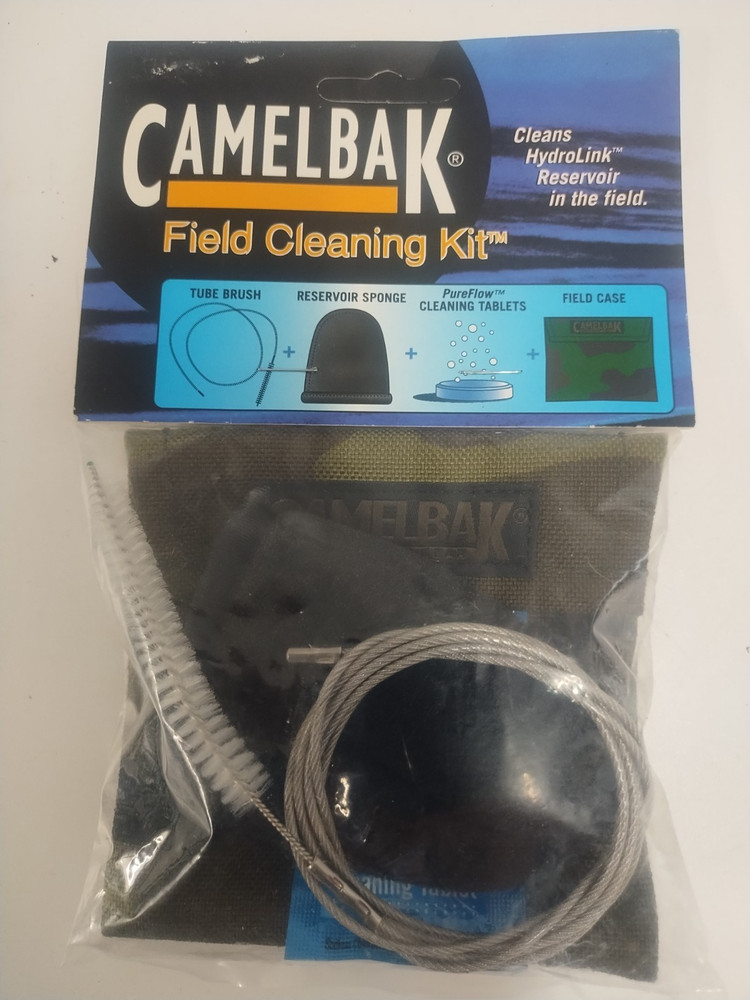 CAMELBAK®
Field Cleaning Kit™
Cleans
HydroLink™
Reservoir
in the field.
TUBE BRUSH
+
RESERVOIR SPONGE
+
PureFlow™
CLEANING TABLETS
+
FIELD CASE
CAMELBAK
CAMELBAK®
Tablet